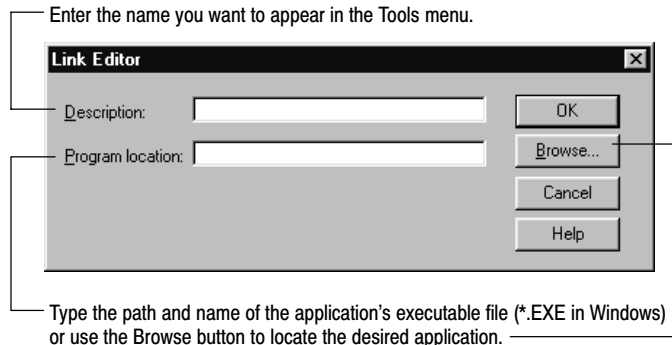 Enter the name you want to appear in the Tools menu.
Link Editor
Description:
OK
Program location:
Browse...
Cancel
Help
Type the path and name of the application's executable file (*.EXE in Windows)
or use the Browse button to locate the desired application.